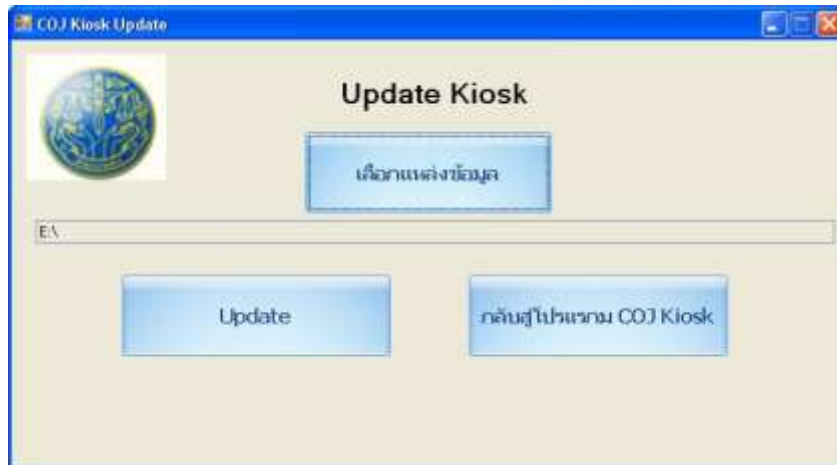 COJ Kiosk Update
Update Kiosk
เลือกแหล่งข้อมูล
E:\
Update
กลับสู่โปรแกรม COJ Kiosk